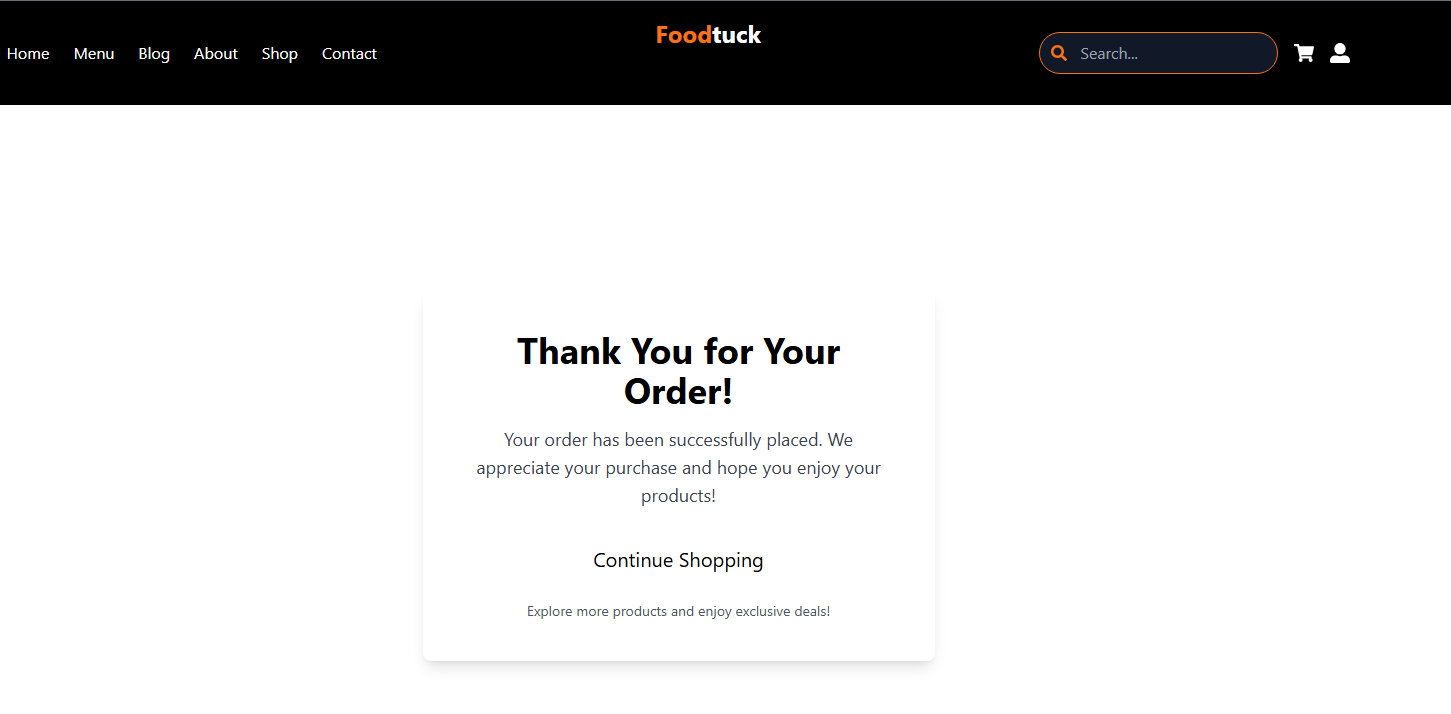 Foodtuck
Home Menu Blog About Shop Contact Search...
Thank You for Your
Order!
Your order has been successfully placed. We
appreciate your purchase and hope you enjoy your
products!
Continue Shopping
Explore more products and enjoy exclusive deals!